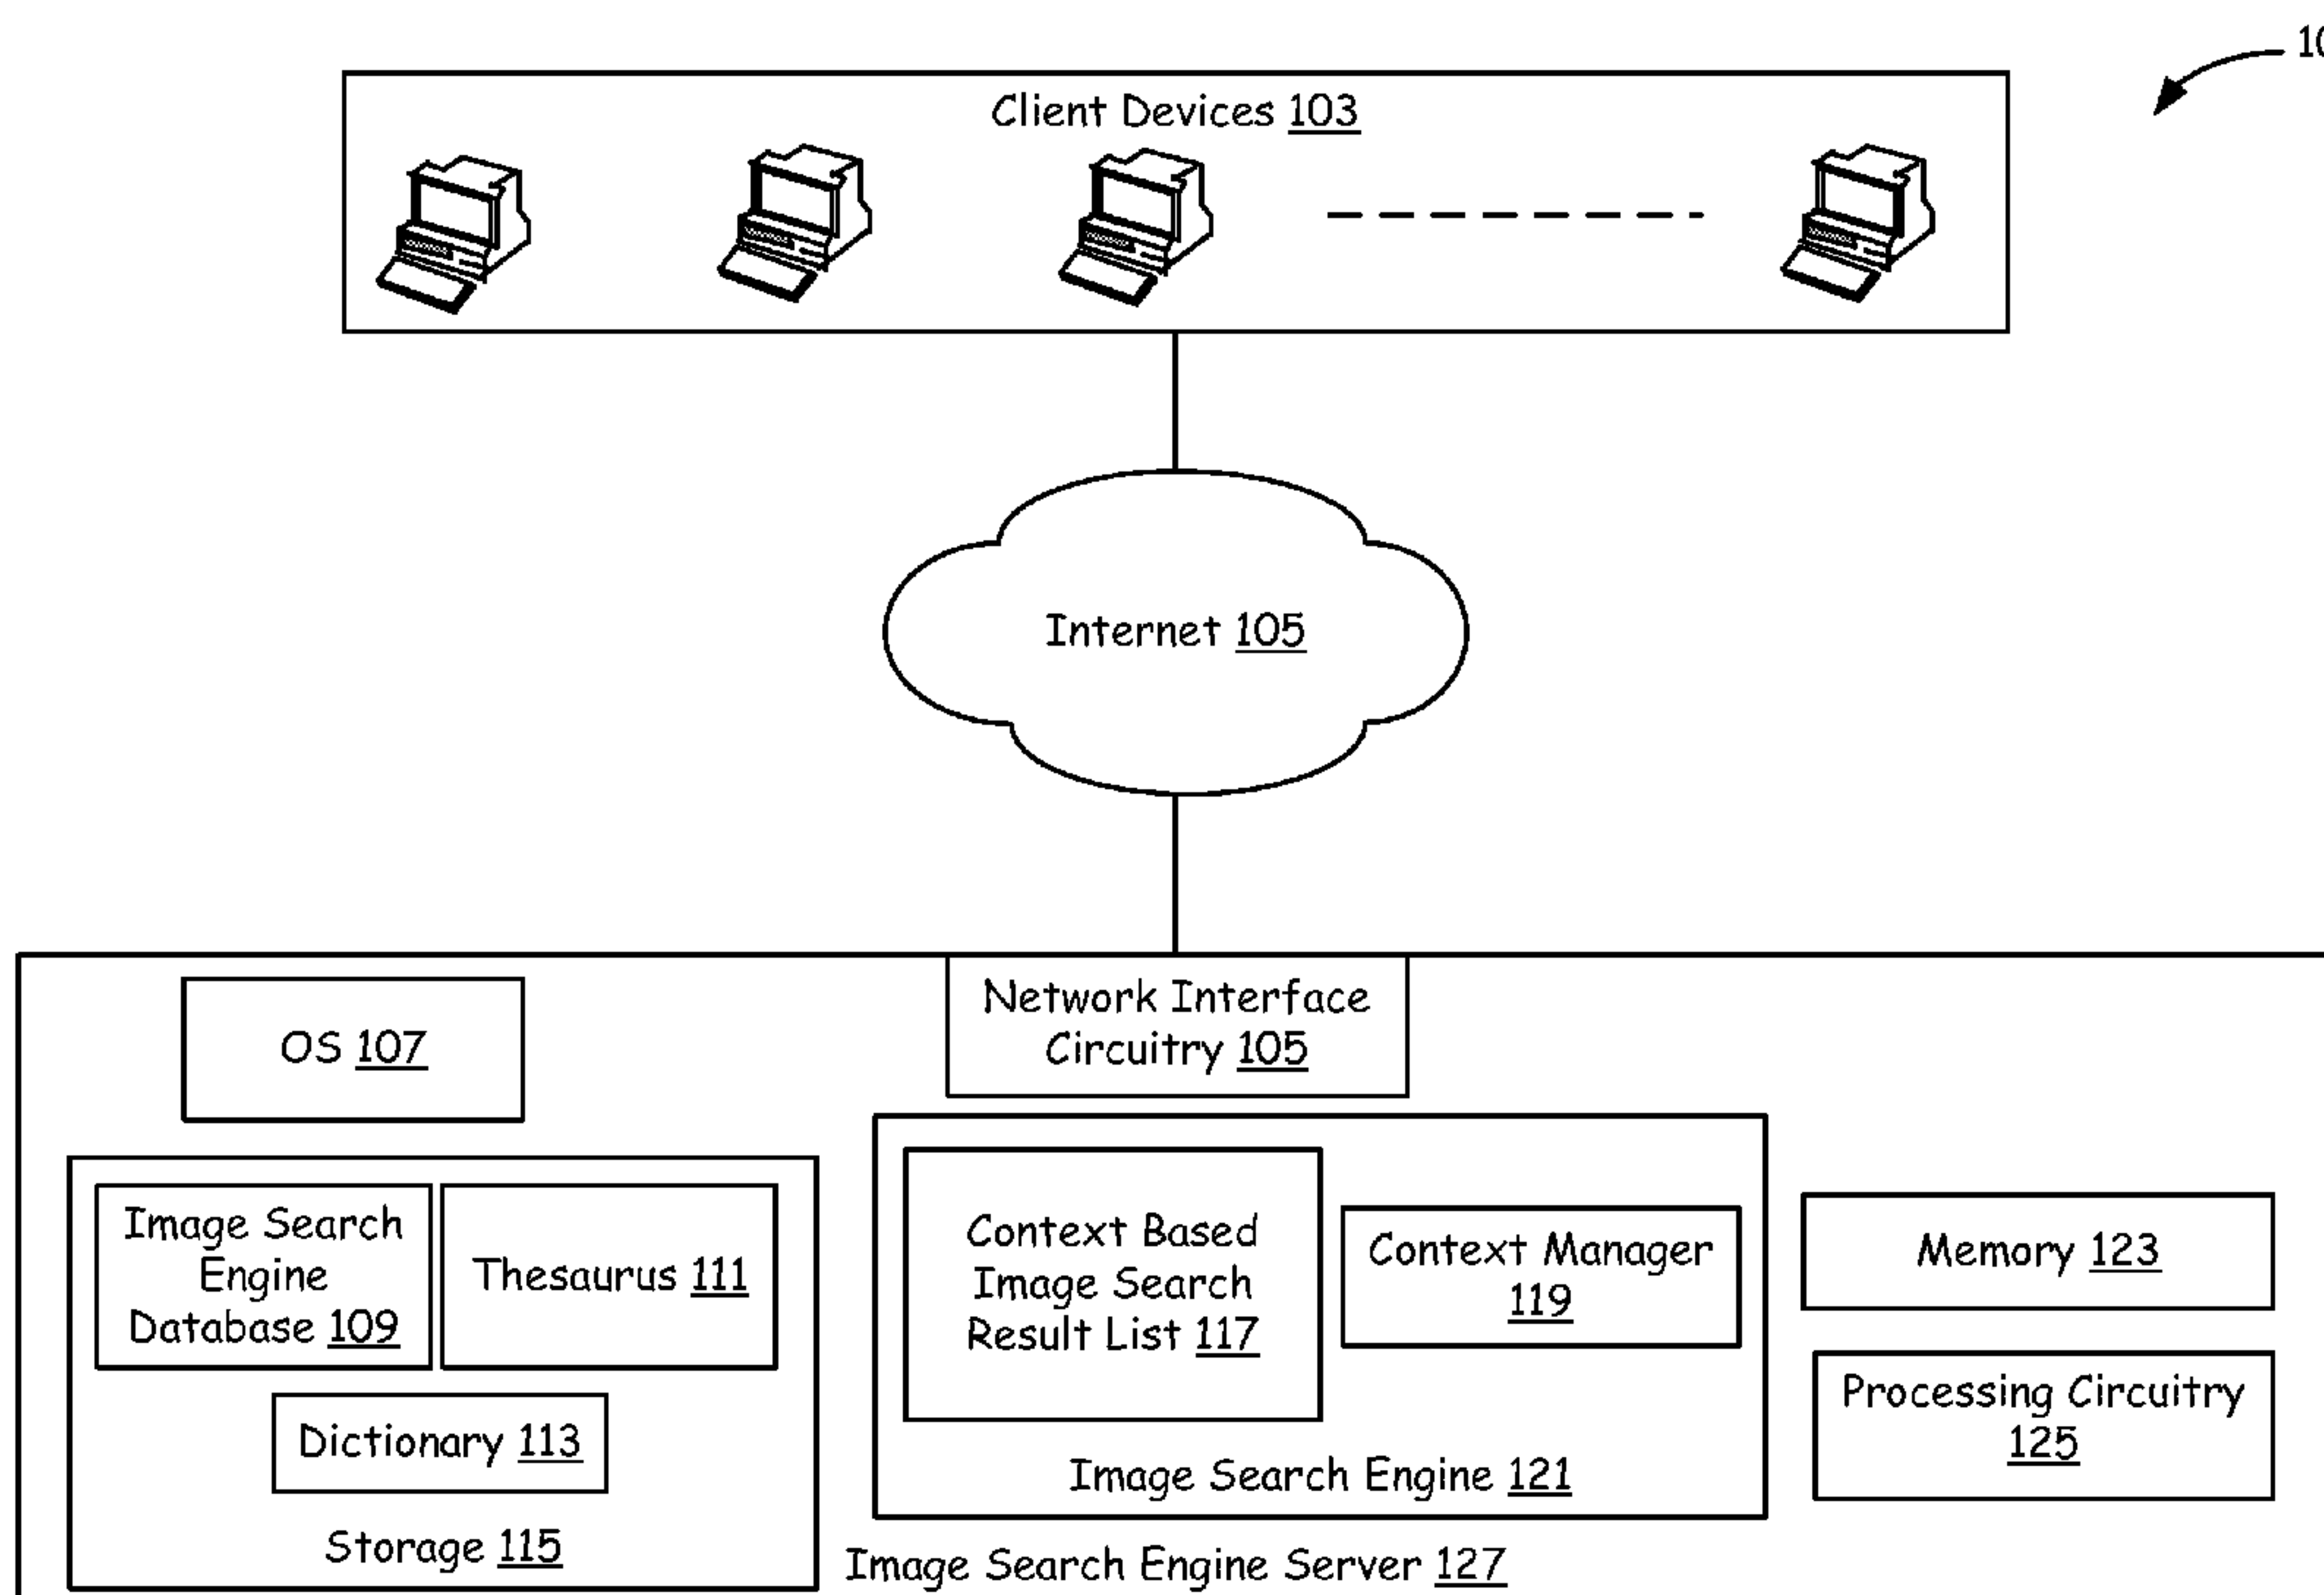 Client Devices 103
Internet 105
Network Interface
Circuitry 105
OS 107
Image Search
Engine
Database 109
Thesaurus 111
Dictionary 113
Storage 115
Context Based
Image Search
Result List 117
Context Manager
119
Image Search Engine 121
Memory 123
Processing Circuitry
125
Image Search Engine Server 127